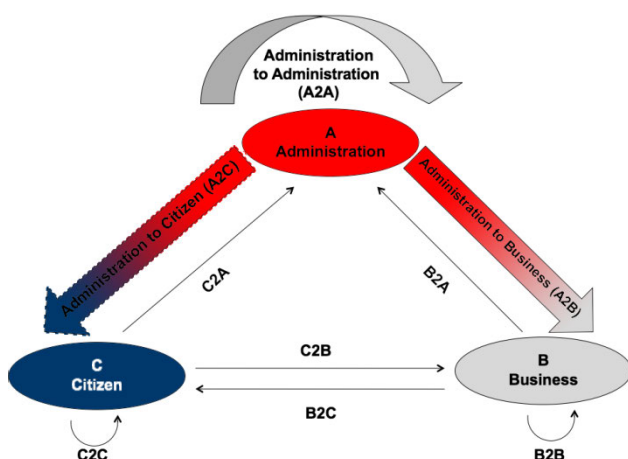 Administration
to Administration
(A2A)
A
Administration
Administration to Citizen (A2C)
Administration to Business (A2B)
C2A
B2A
C
Citizen
C2B
B2C
B
Business
C2C
B2B